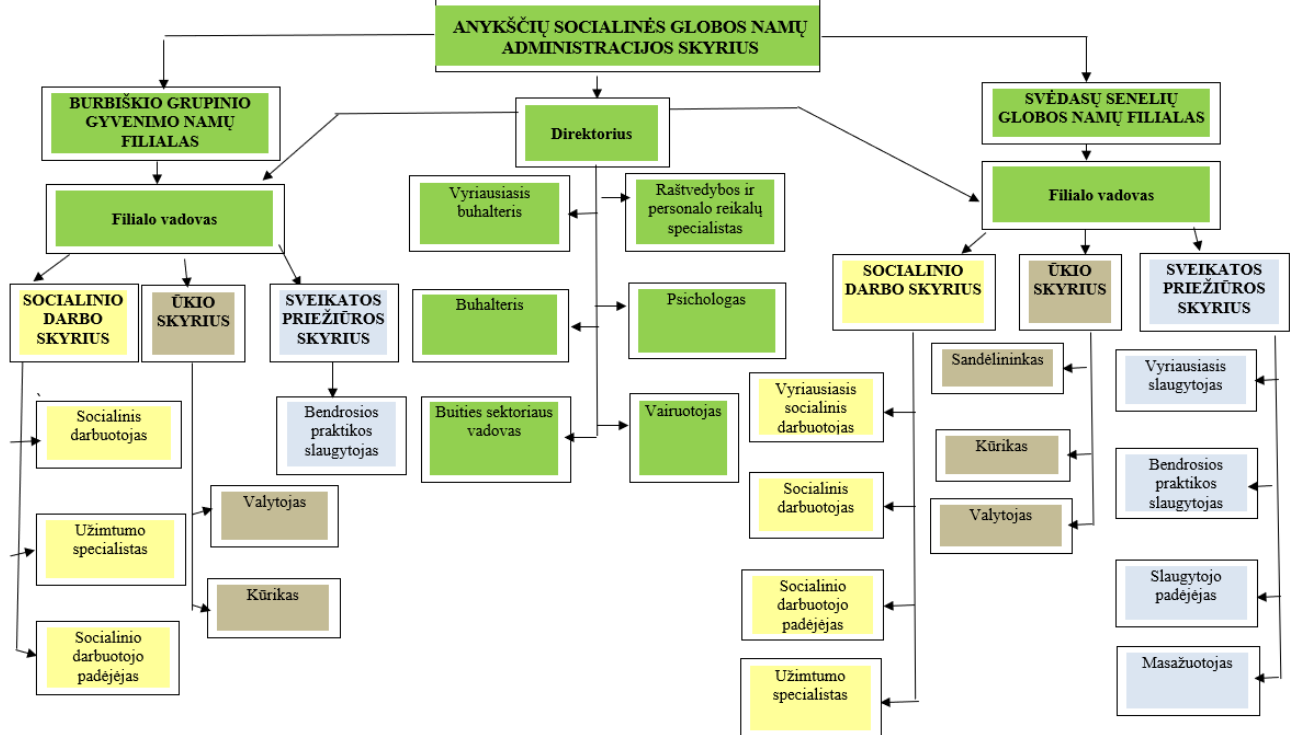 ANYKŠČIŲ SOCIALINĖS GLOBOS NAMŲ
ADMINISTRACIJOS SKYRIUS
BURBIŠKIO GRUPINIO
GYVENIMO NAMŲ
FILIALAS
Direktorius
SVĖDASŲ SENELIŲ
GLOBOS NAMŲ FILIALAS
Filialo vadovas
Vyriausiasis
buhalteris
Raštvedybos ir
personalo reikalų
specialistas
Filialo vadovas
SOCIALINIO
DARBO
SKYRIUS
ŪKIO
SKYRIUS
SVEIKATOS
PRIEŽIŪROS
SKYRIUS
Buhalteris
Psichologas
SOCIALINIO
DARBO SKYRIUS
ŪKIO
SKYRIUS
SVEIKATOS
PRIEŽIŪROS
SKYRIUS
Socialinis
darbuotojas
Bendrosios
praktikos
slaugytojas
Buities sektoriaus
vadovas
Vairuotojas
Vyriausiasis
socialinis
darbuotojas
Sandėlininkas
Vyriausiasis
slaugytojas
Užimtumo
specialistas
Valytojas
Socialinis
darbuotojas
Kūrikas
Bendrosios
praktikos
slaugytojas
Socialinio
darbuotojo
padėjėjas
Kūrikas
Socialinio
darbuotojo
padėjėjas
Valytojas
Slaugytojo
padėjėjas
Užimtumo
specialistas
Masažuotojas